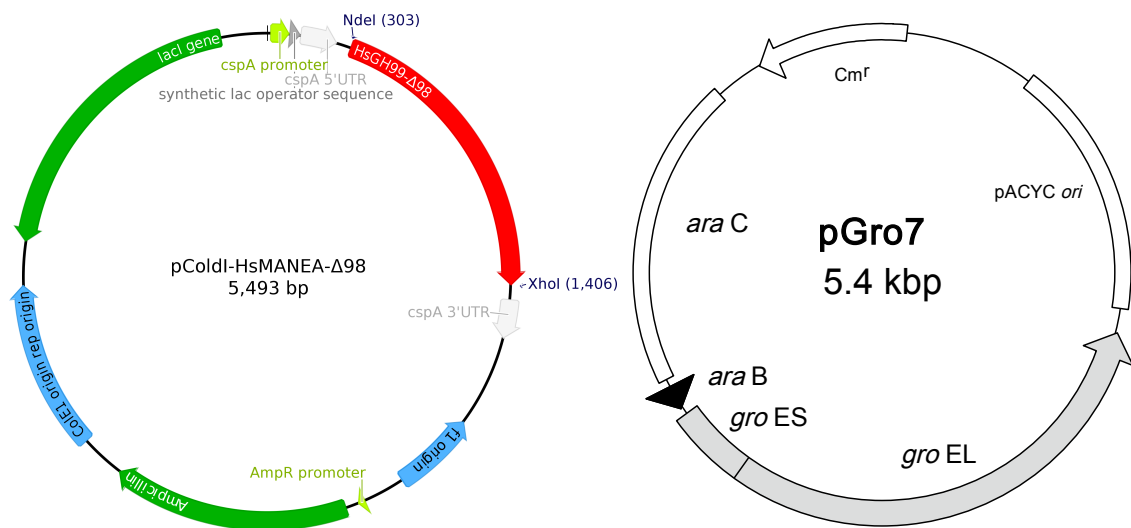 lacI gene
NdeI (303)
cspA promoter
cspA 5'UTR
synthetic lac operator sequence
HsGH99-Δ98
pColdI-HsMANEA-Δ98
5,493 bp
XhoI (1,406)
cspA 3'UTR
ColE1 origin rep origin
f1 origin
AmpR promoter
Ampicillin
Cmr
pACYC ori
ara C
pGro7
5.4 kbp
ara B
gro ES
gro EL